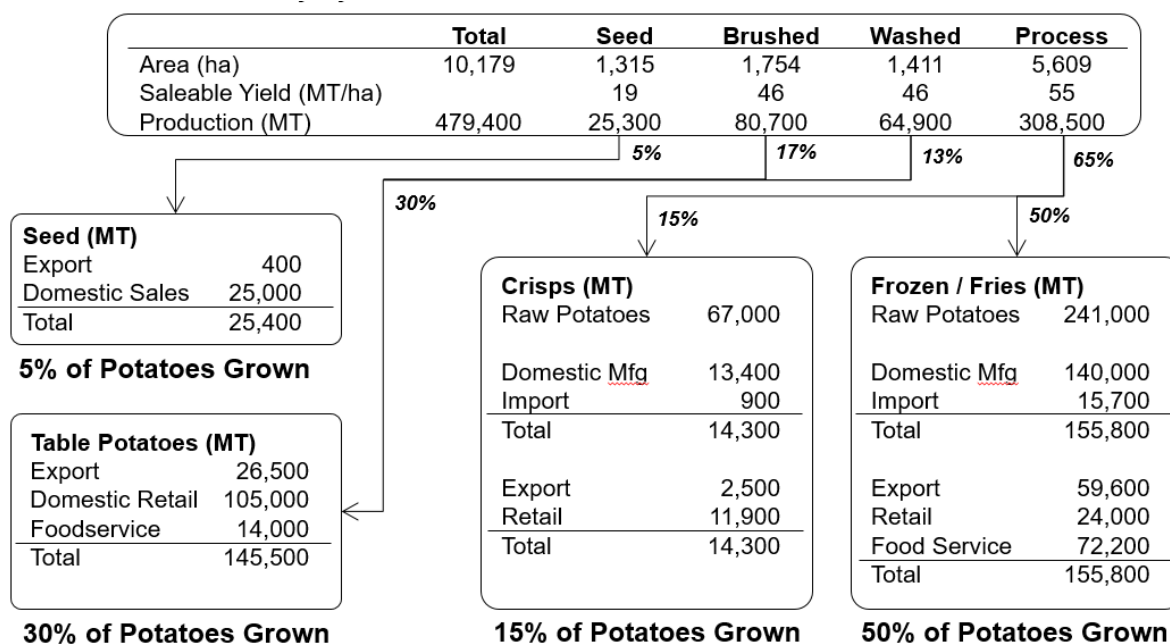 Total Seed Brushed Washed Process
Area (ha) 10,179 1,315 1,754 1,411 5,609
Saleable Yield (MT/ha) 19 46 46 55
Production (MT) 479,400 25,300 80,700 64,900 308,500
5% 17% 13% 65%
30% 15% 50%
Seed (MT)
Export 400
Domestic Sales 25,000
Total 25,400
5% of Potatoes Grown
Table Potatoes (MT)
Export 26,500
Domestic Retail 105,000
Foodservice 14,000
Total 145,500
30% of Potatoes Grown
Crisps (MT)
Raw Potatoes 67,000
Domestic Mfg 13,400
Import 900
Total 14,300
Export 2,500
Retail 11,900
Total 14,300
15% of Potatoes Grown
Frozen / Fries (MT)
Raw Potatoes 241,000
Domestic Mfg 140,000
Import 15,700
Total 155,800
Export 59,600
Retail 24,000
Food Service 72,200
Total 155,800
50% of Potatoes Grown